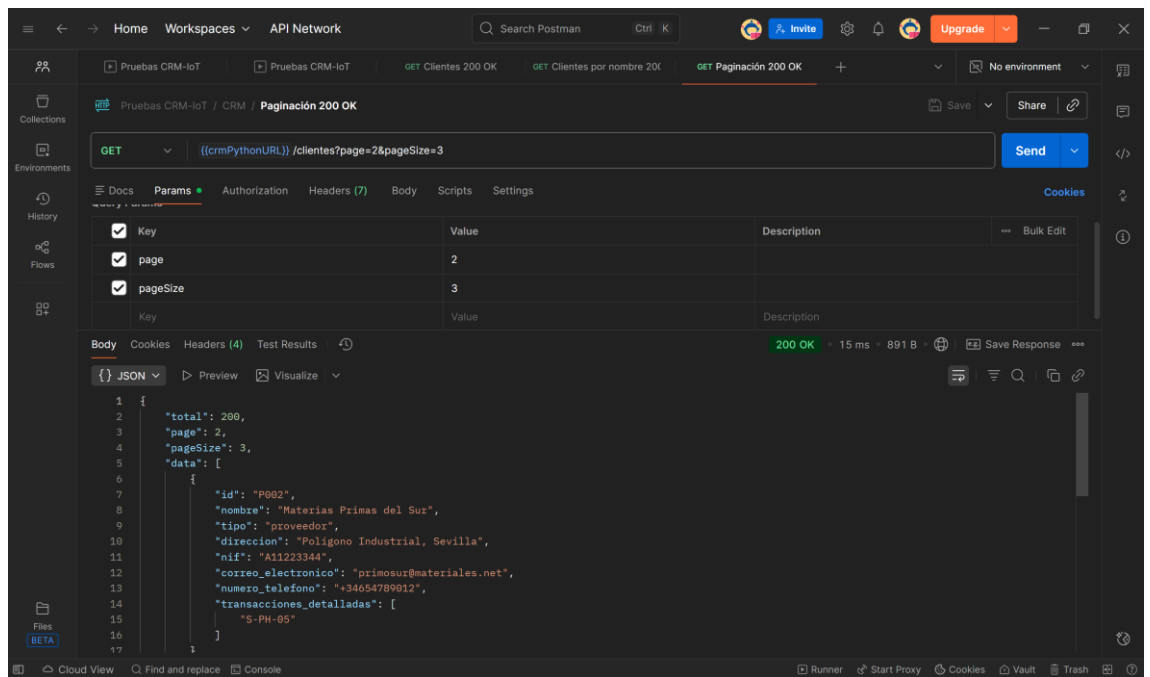 Home Workspaces API Network Search Postman Ctrl K Invite Upgrade
Pruebas CRM-IoT Pruebas CRM-IoT GET Clientes 200 OK GET Clientes por nombre 20( GET Paginación 200 OK No environment
Collections
HTTP Pruebas CRM-IoT / CRM / Paginación 200 OK Save Share
Environments
GET {{crmPythonURL}} /clientes?page=2&pageSize=3 Send
History
Docs Params Authorization Headers (7) Body Scripts Settings Cookies
Query Params
Flows
Key Value Description Bulk Edit
page 2
pageSize 3
Key Value Description
Body Cookies Headers (4) Test Results 200 OK 15 ms 891 B Save Response
{} JSON Preview Visualize
1 {
2 "total": 200,
3 "page": 2,
4 "pageSize": 3,
5 "data": [
6 {
7 "id": "P002",
8 "nombre": "Materias Primas del Sur",
9 "tipo": "proveedor",
10 "direccion": "Poligono Industrial, Sevilla",
11 "nif": "A11223344",
12 "correo_electronico": "primosur@materiales.net",
13 "numero_telefono": "+34654789012",
14 "transacciones_detalladas": [
15 "S-PH-05"
16 ]
17 }
Files
BETA
Cloud View Find and replace Console Runner Start Proxy Cookies Vault Trash